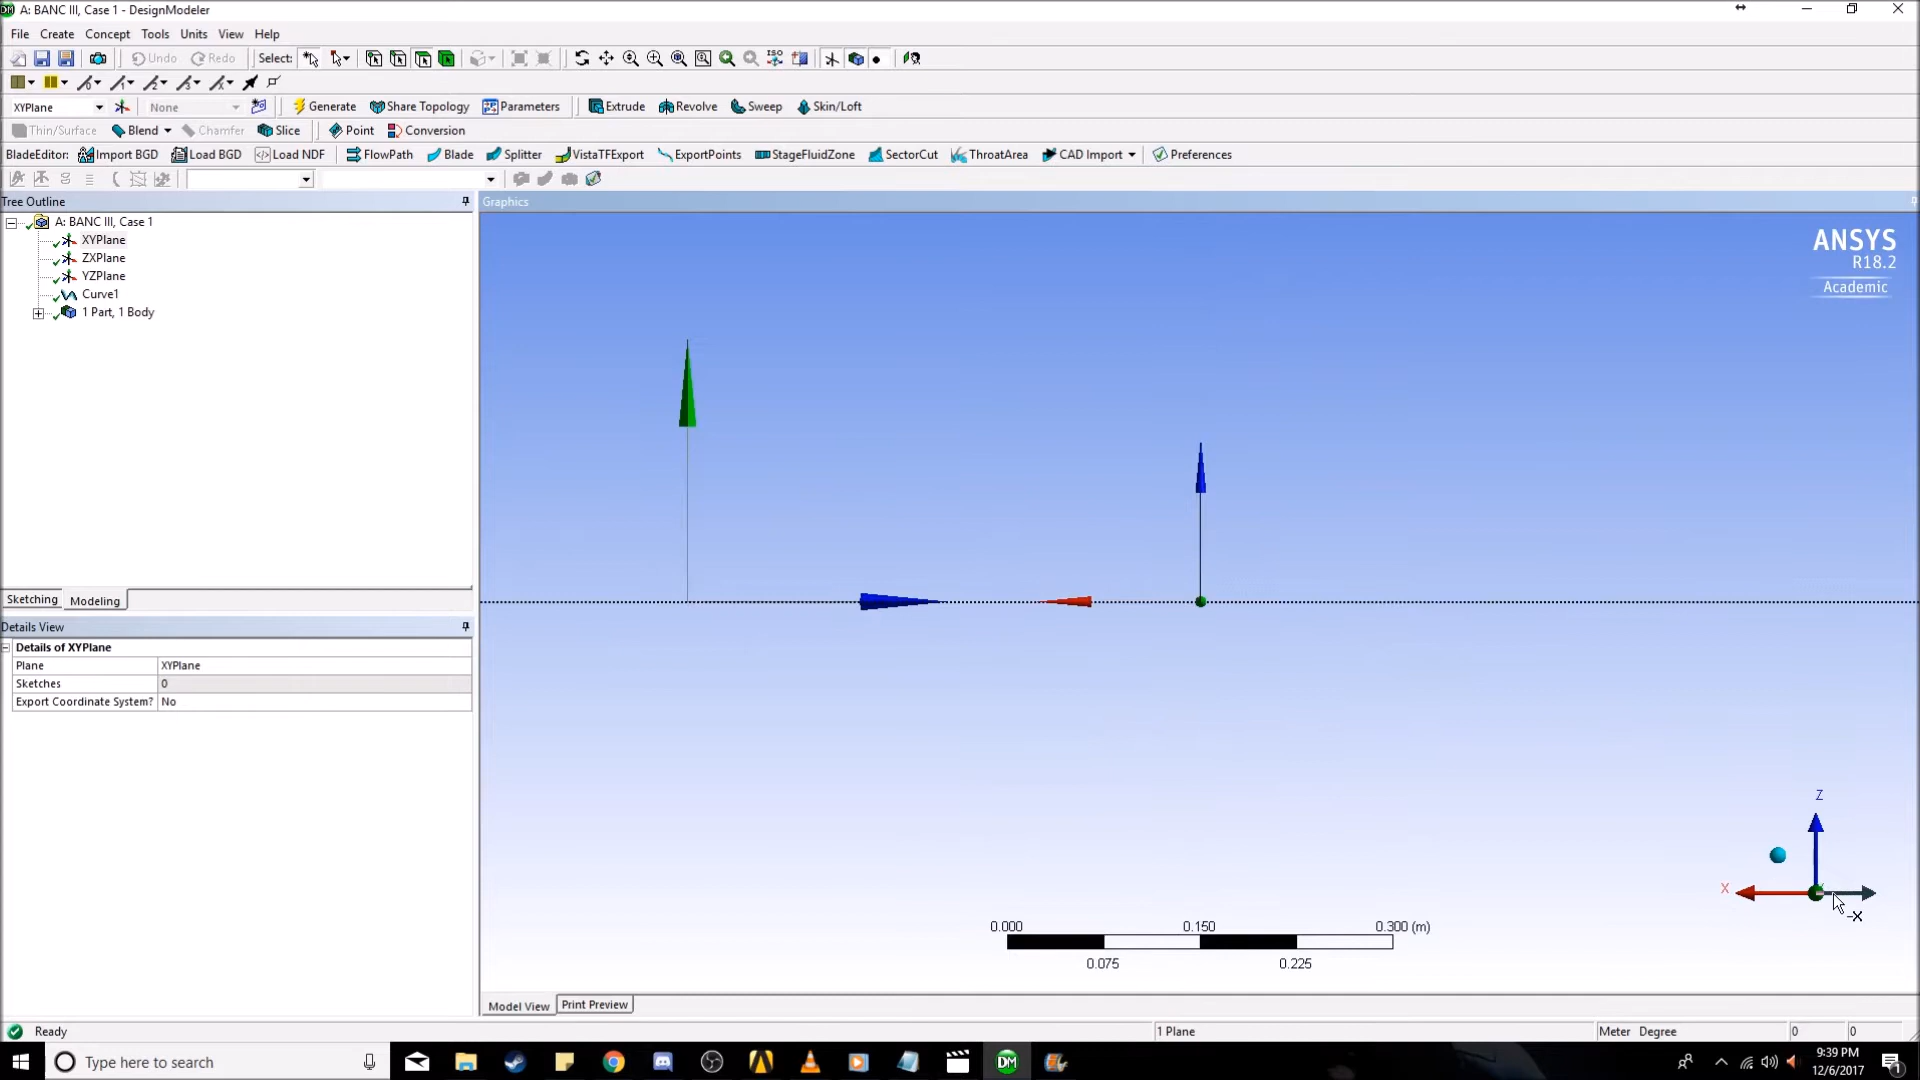 DM A: BANC III, Case 1 - DesignModeler
File Create Concept Tools Units View Help
Undo Redo Select: ISO
XYPlane None Generate Share Topology Parameters Extrude Revolve Sweep Skin/Loft
Thin/Surface Blend Chamfer Slice Point Conversion
BladeEditor: Import BGD Load BGD Load NDF FlowPath Blade Splitter VistaTFExport ExportPoints StageFluidZone SectorCut ThroatArea CAD Import Preferences
Tree Outline
A: BANC III, Case 1
XYPlane
ZXPlane
YZPlane
Curve1
1 Part, 1 Body
Sketching Modeling
Details View
Details of XYPlane
Plane XYPlane
Sketches 0
Export Coordinate System? No
Graphics
ANSYS
R18.2
Academic
Z
X
-X
0.000 0.150 0.300 (m)
0.075 0.225
Model View Print Preview
Ready 1 Plane Meter Degree 0 0
Type here to search DM 9:39 PM
12/6/2017 1